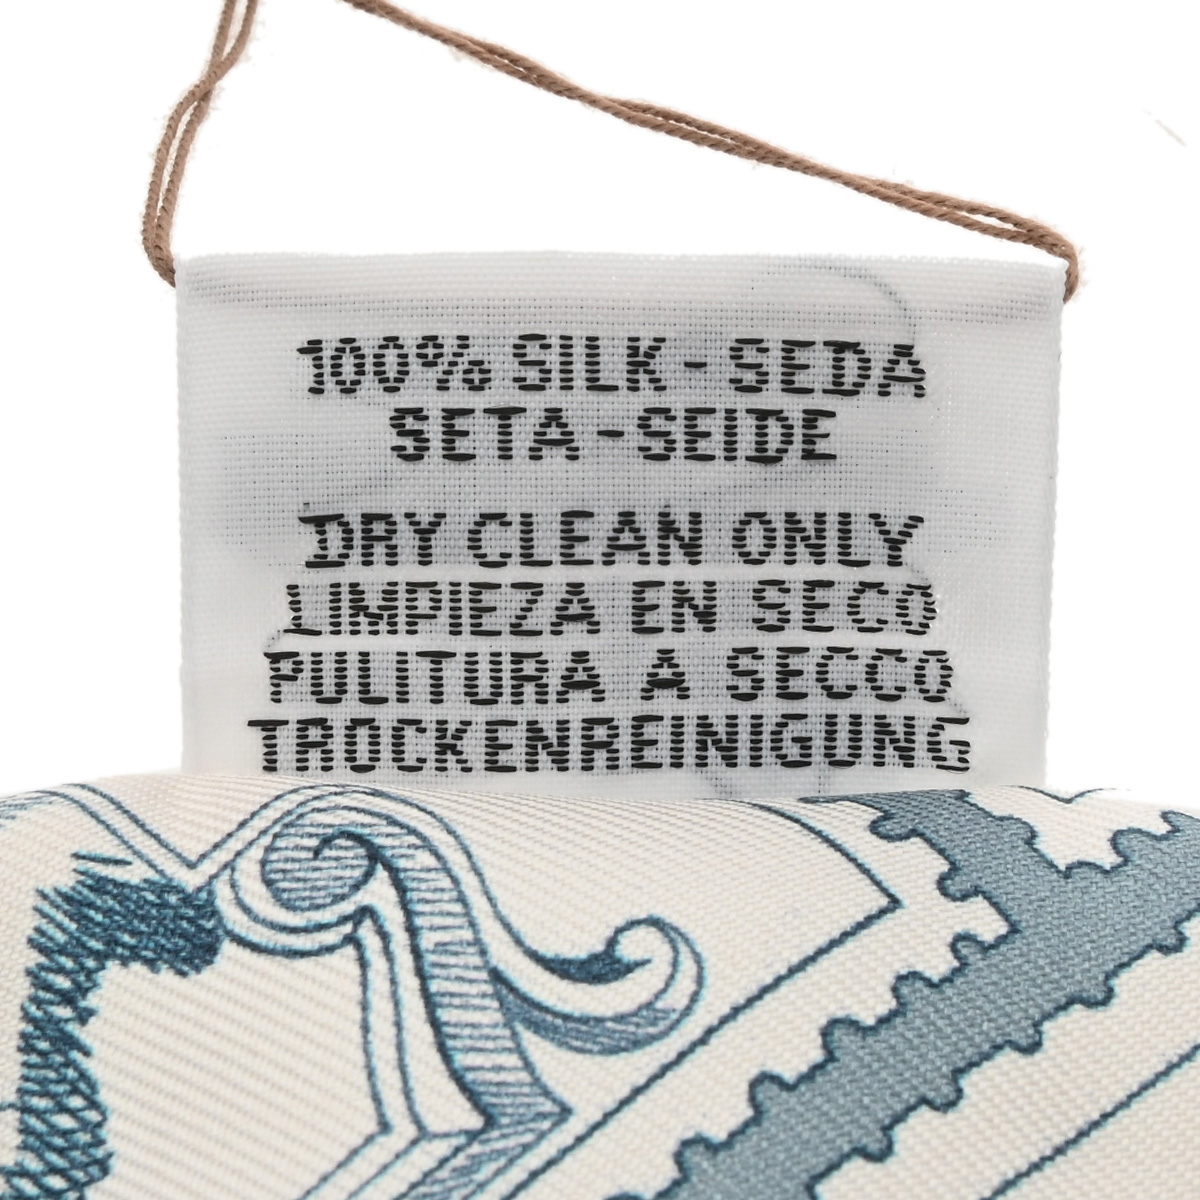 100% SILK - SEDA
SETA - SEIDE
DRY CLEAN ONLY
LIMPIEZA EN SECO
PULITURA A SECCO
TROCKENREINIGUNG